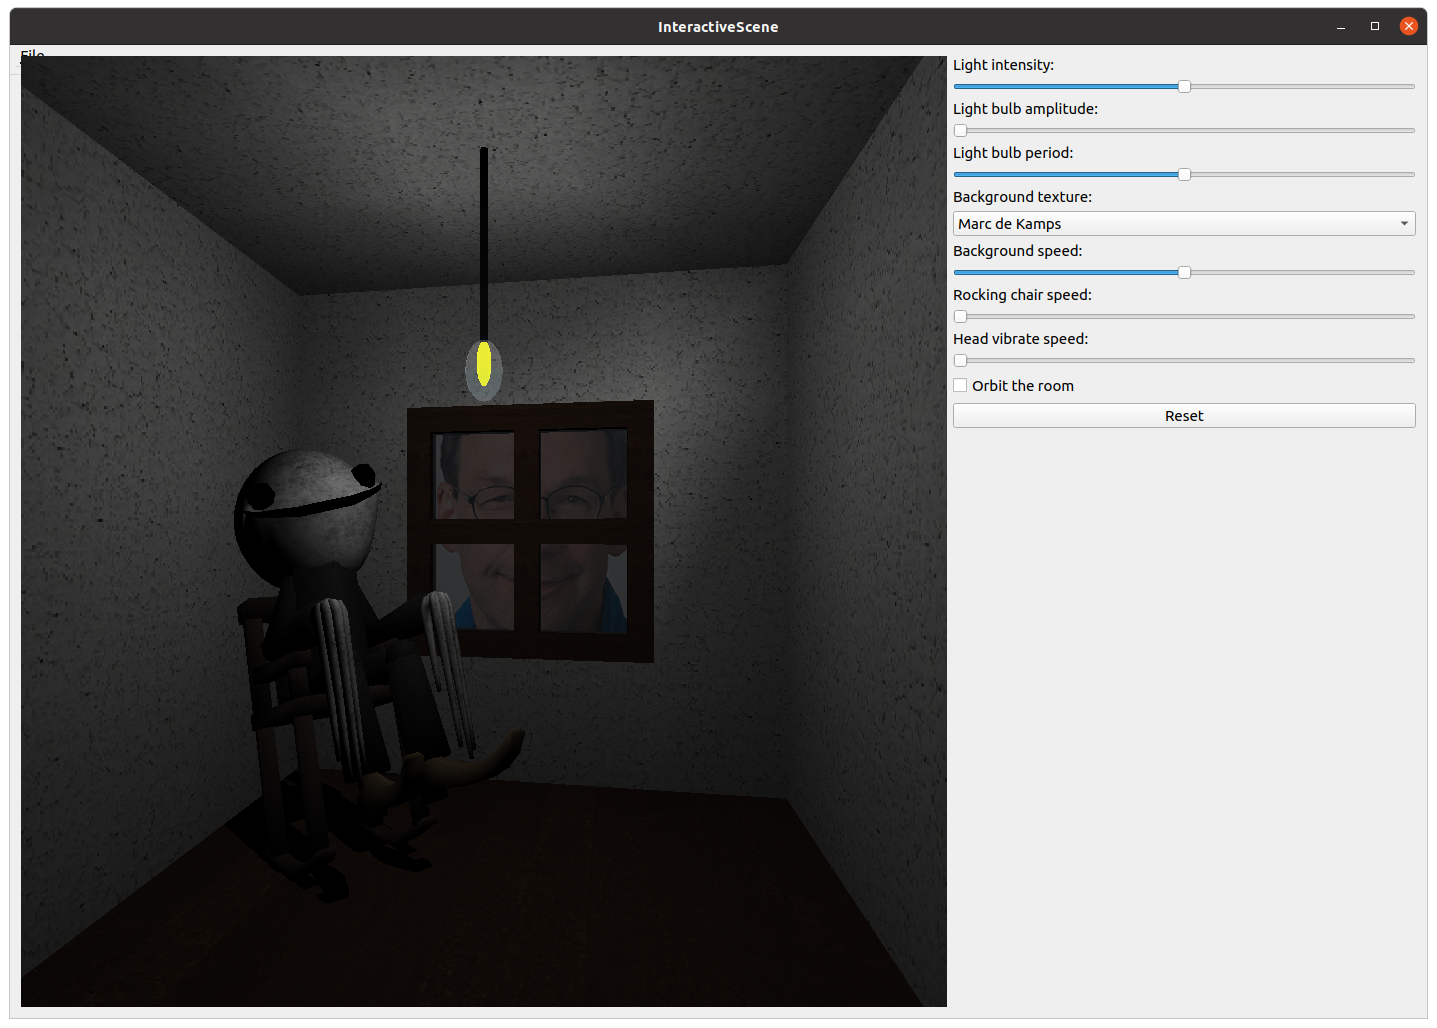 InteractiveScene
File
Light intensity:
Light bulb amplitude:
Light bulb period:
Background texture:
Marc de Kamps
Background speed:
Rocking chair speed:
Head vibrate speed:
Orbit the room
Reset